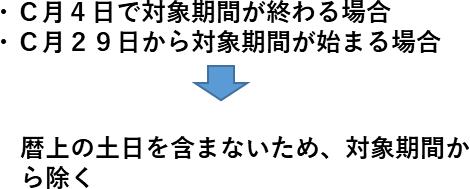 ・Ｃ月４日で対象期間が終わる場合
・Ｃ月２９日から対象期間が始まる場合
暦上の土日を含まないため、対象期間か
ら除く